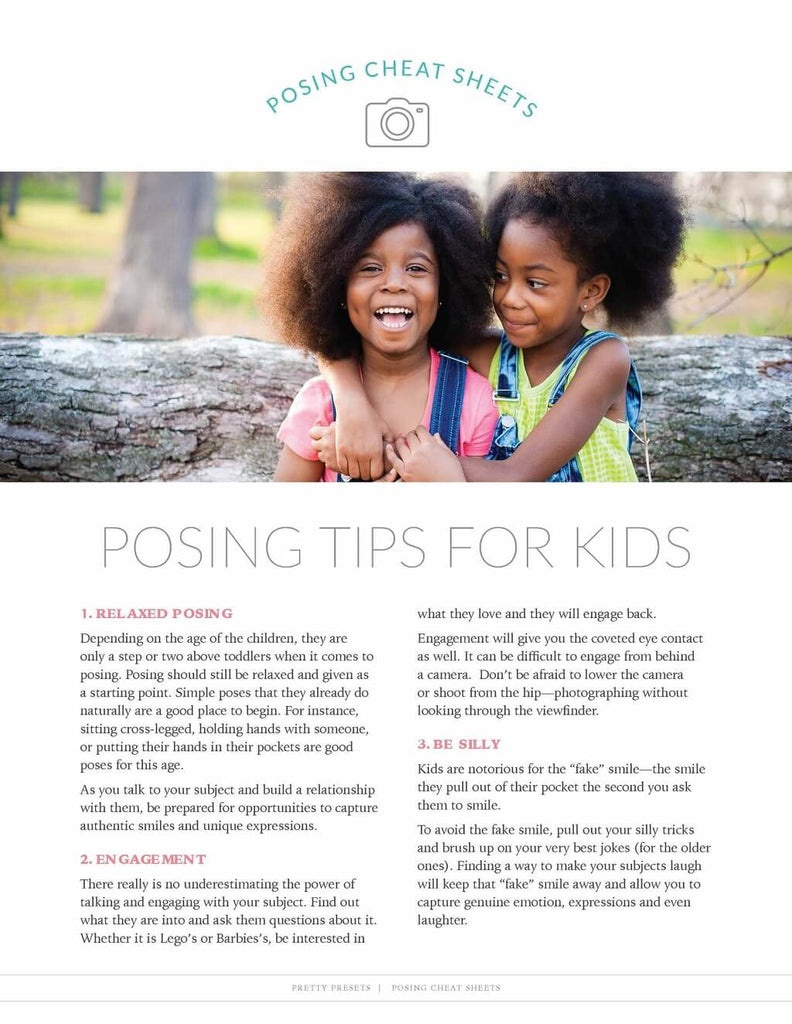 POSING CHEAT SHEETS
POSING TIPS FOR KIDS
1. RELAXED POSING
Depending on the age of the children, they are
only a step or two above toddlers when it comes to
posing. Posing should still be relaxed and given as
a starting point. Simple poses that they already do
naturally are a good place to begin. For instance,
sitting cross-legged, holding hands with someone,
or putting their hands in their pockets are good
poses for this age.
As you talk to your subject and build a relationship
with them, be prepared for opportunities to capture
authentic smiles and unique expressions.
2. ENGAGEMENT
There really is no underestimating the power of
talking and engaging with your subject. Find out
what they are into and ask them questions about it.
Whether it is Lego's or Barbies's, be interested in
what they love and they will engage back.
Engagement will give you the coveted eye contact
as well. It can be difficult to engage from behind
a camera.  Don't be afraid to lower the camera
or shoot from the hip—photographing without
looking through the viewfinder.
3. BE SILLY
Kids are notorious for the “fake” smile—the smile
they pull out of their pocket the second you ask
them to smile.
To avoid the fake smile, pull out your silly tricks
and brush up on your very best jokes (for the older
ones). Finding a way to make your subjects laugh
will keep that “fake” smile away and allow you to
capture genuine emotion, expressions and even
laughter.
PRETTY PRESETS | POSING CHEAT SHEETS